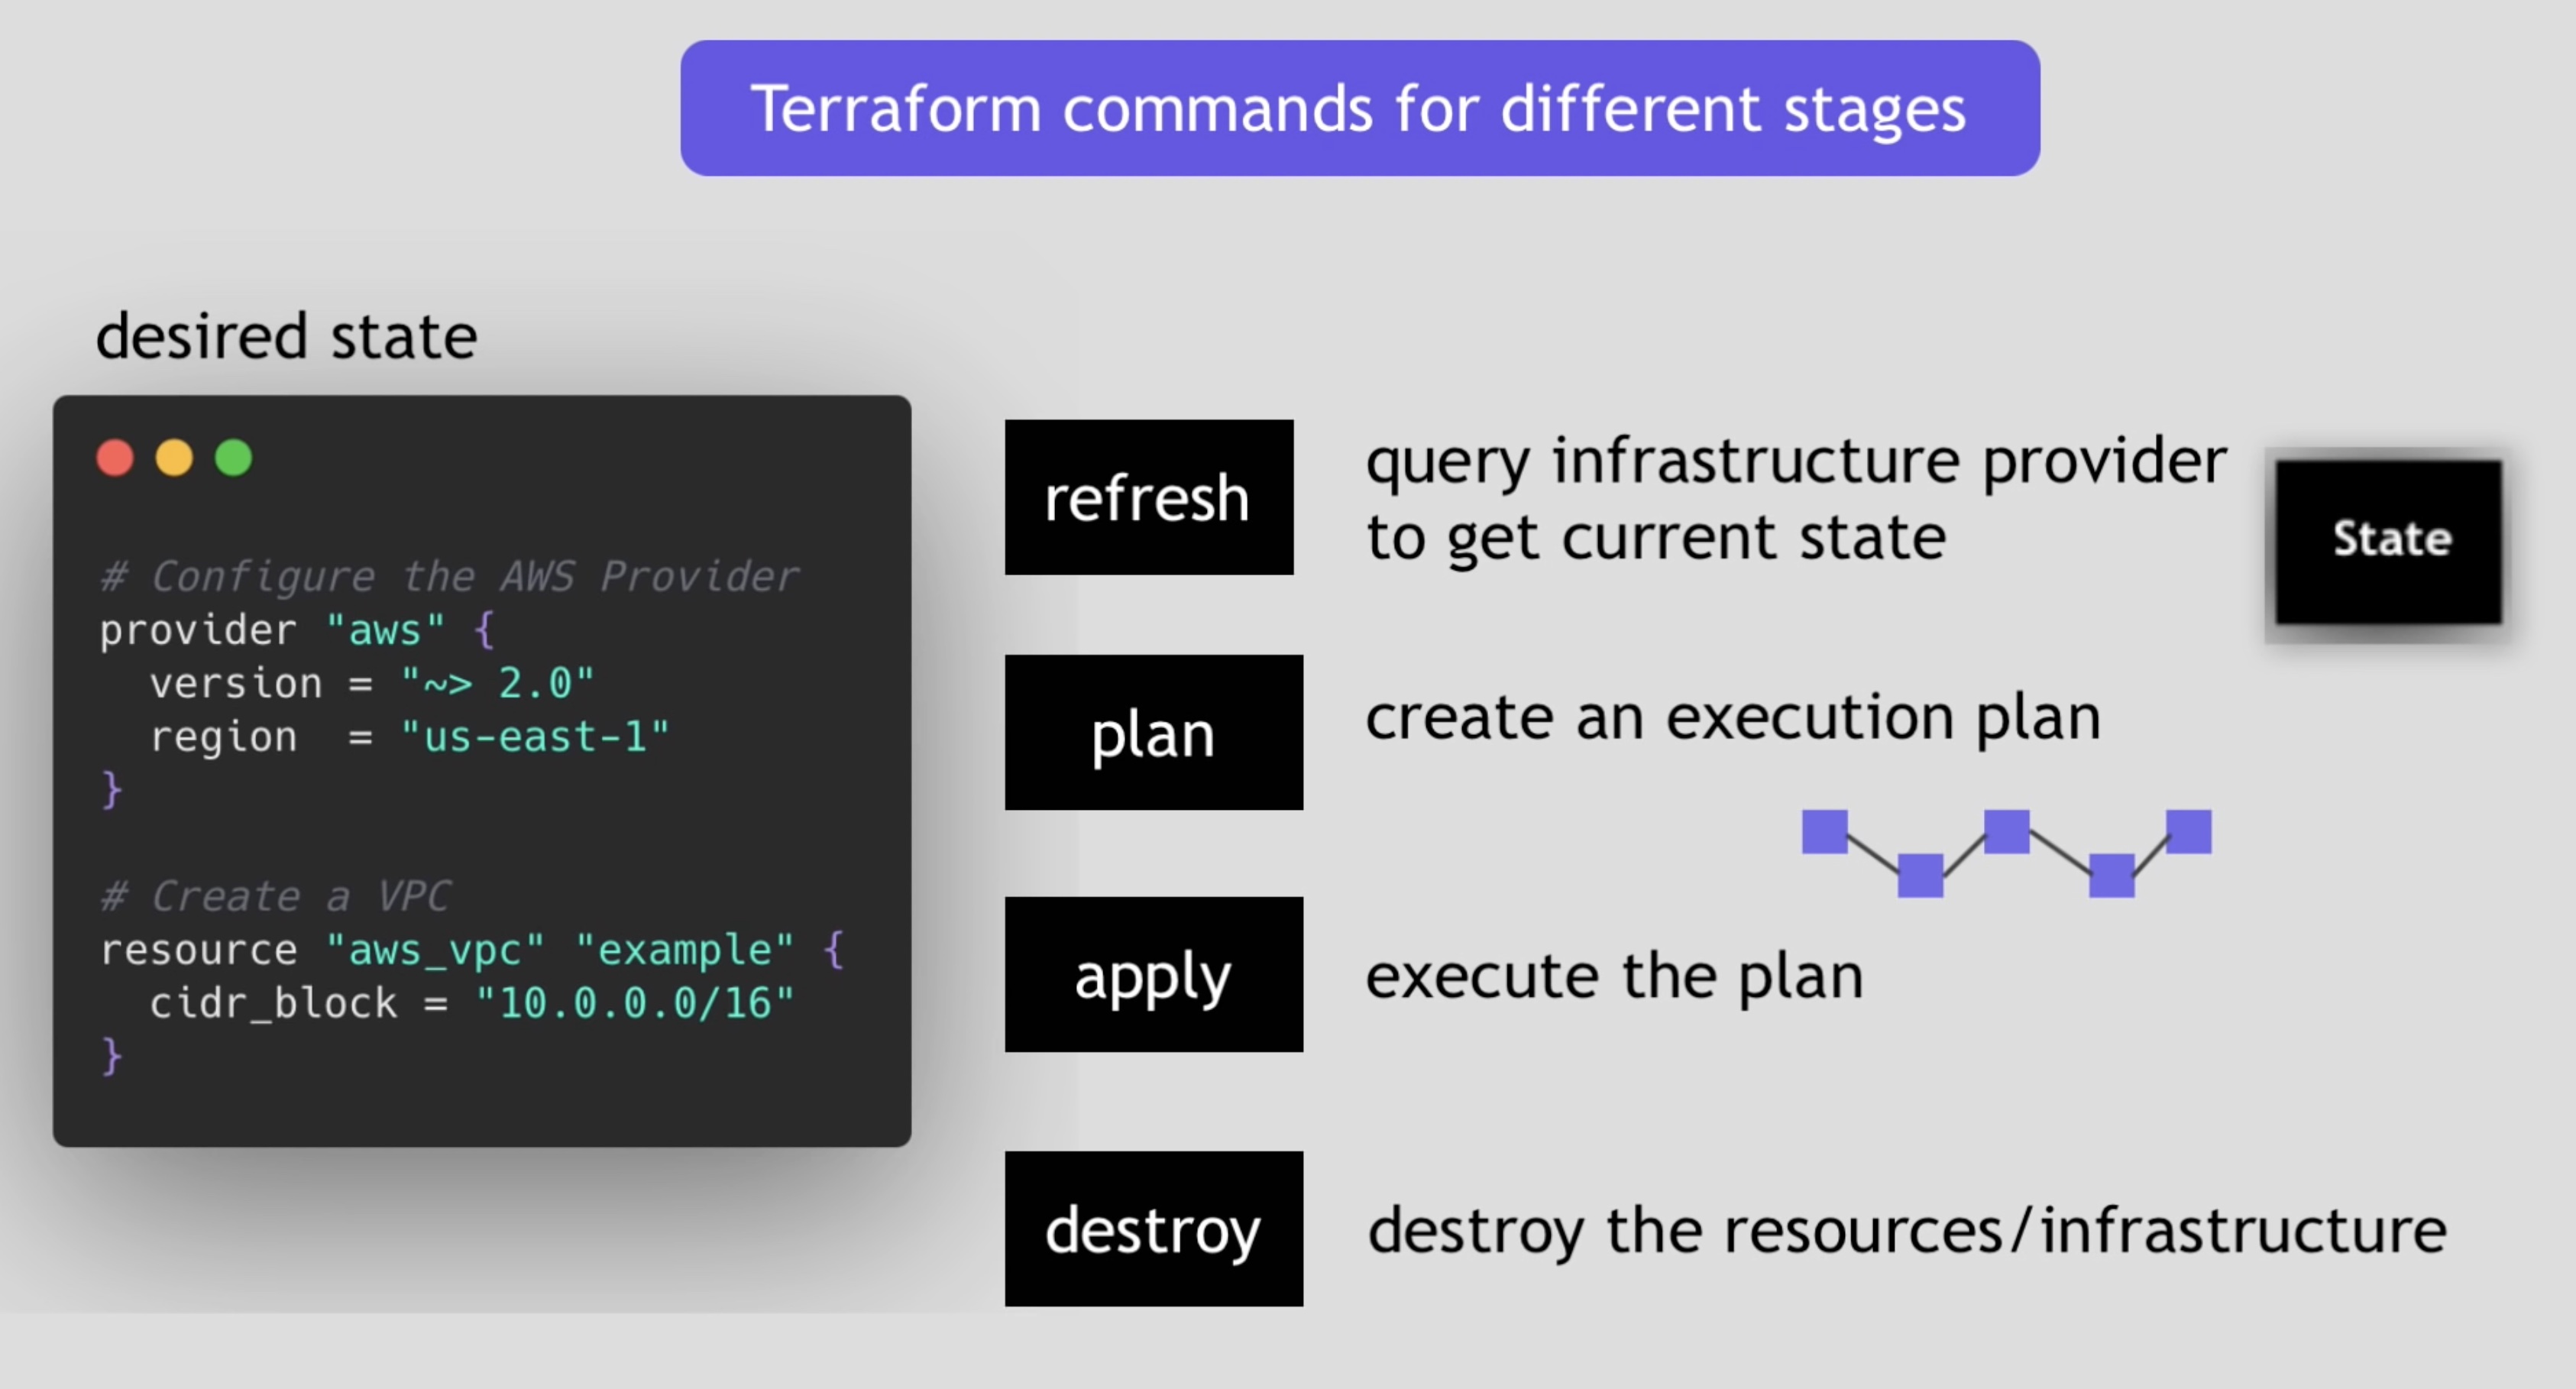 Terraform commands for different stages
desired state
# Configure the AWS Provider
provider "aws" {
  version = "~> 2.0"
  region  = "us-east-1"
}
# Create a VPC
resource "aws_vpc" "example" {
  cidr_block = "10.0.0.0/16"
}
refresh
query infrastructure provider
to get current state
State
plan
create an execution plan
apply
execute the plan
destroy
destroy the resources/infrastructure